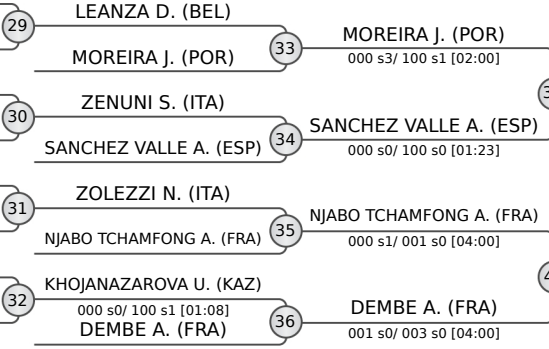 29
LEANZA D. (BEL)
MOREIRA J. (POR)
33
MOREIRA J. (POR)
000 s3/ 100 s1 [02:00]
30
ZENUNI S. (ITA)
SANCHEZ VALLE A. (ESP)
34
SANCHEZ VALLE A. (ESP)
000 s0/ 100 s0 [01:23]
31
ZOLEZZI N. (ITA)
NJABO TCHAMFONG A. (FRA)
35
NJABO TCHAMFONG A. (FRA)
000 s1/ 001 s0 [04:00]
32
KHOJANAZAROVA U. (KAZ)
000 s0/ 100 s1 [01:08]
DEMBE A. (FRA)
36
DEMBE A. (FRA)
001 s0/ 003 s0 [04:00]